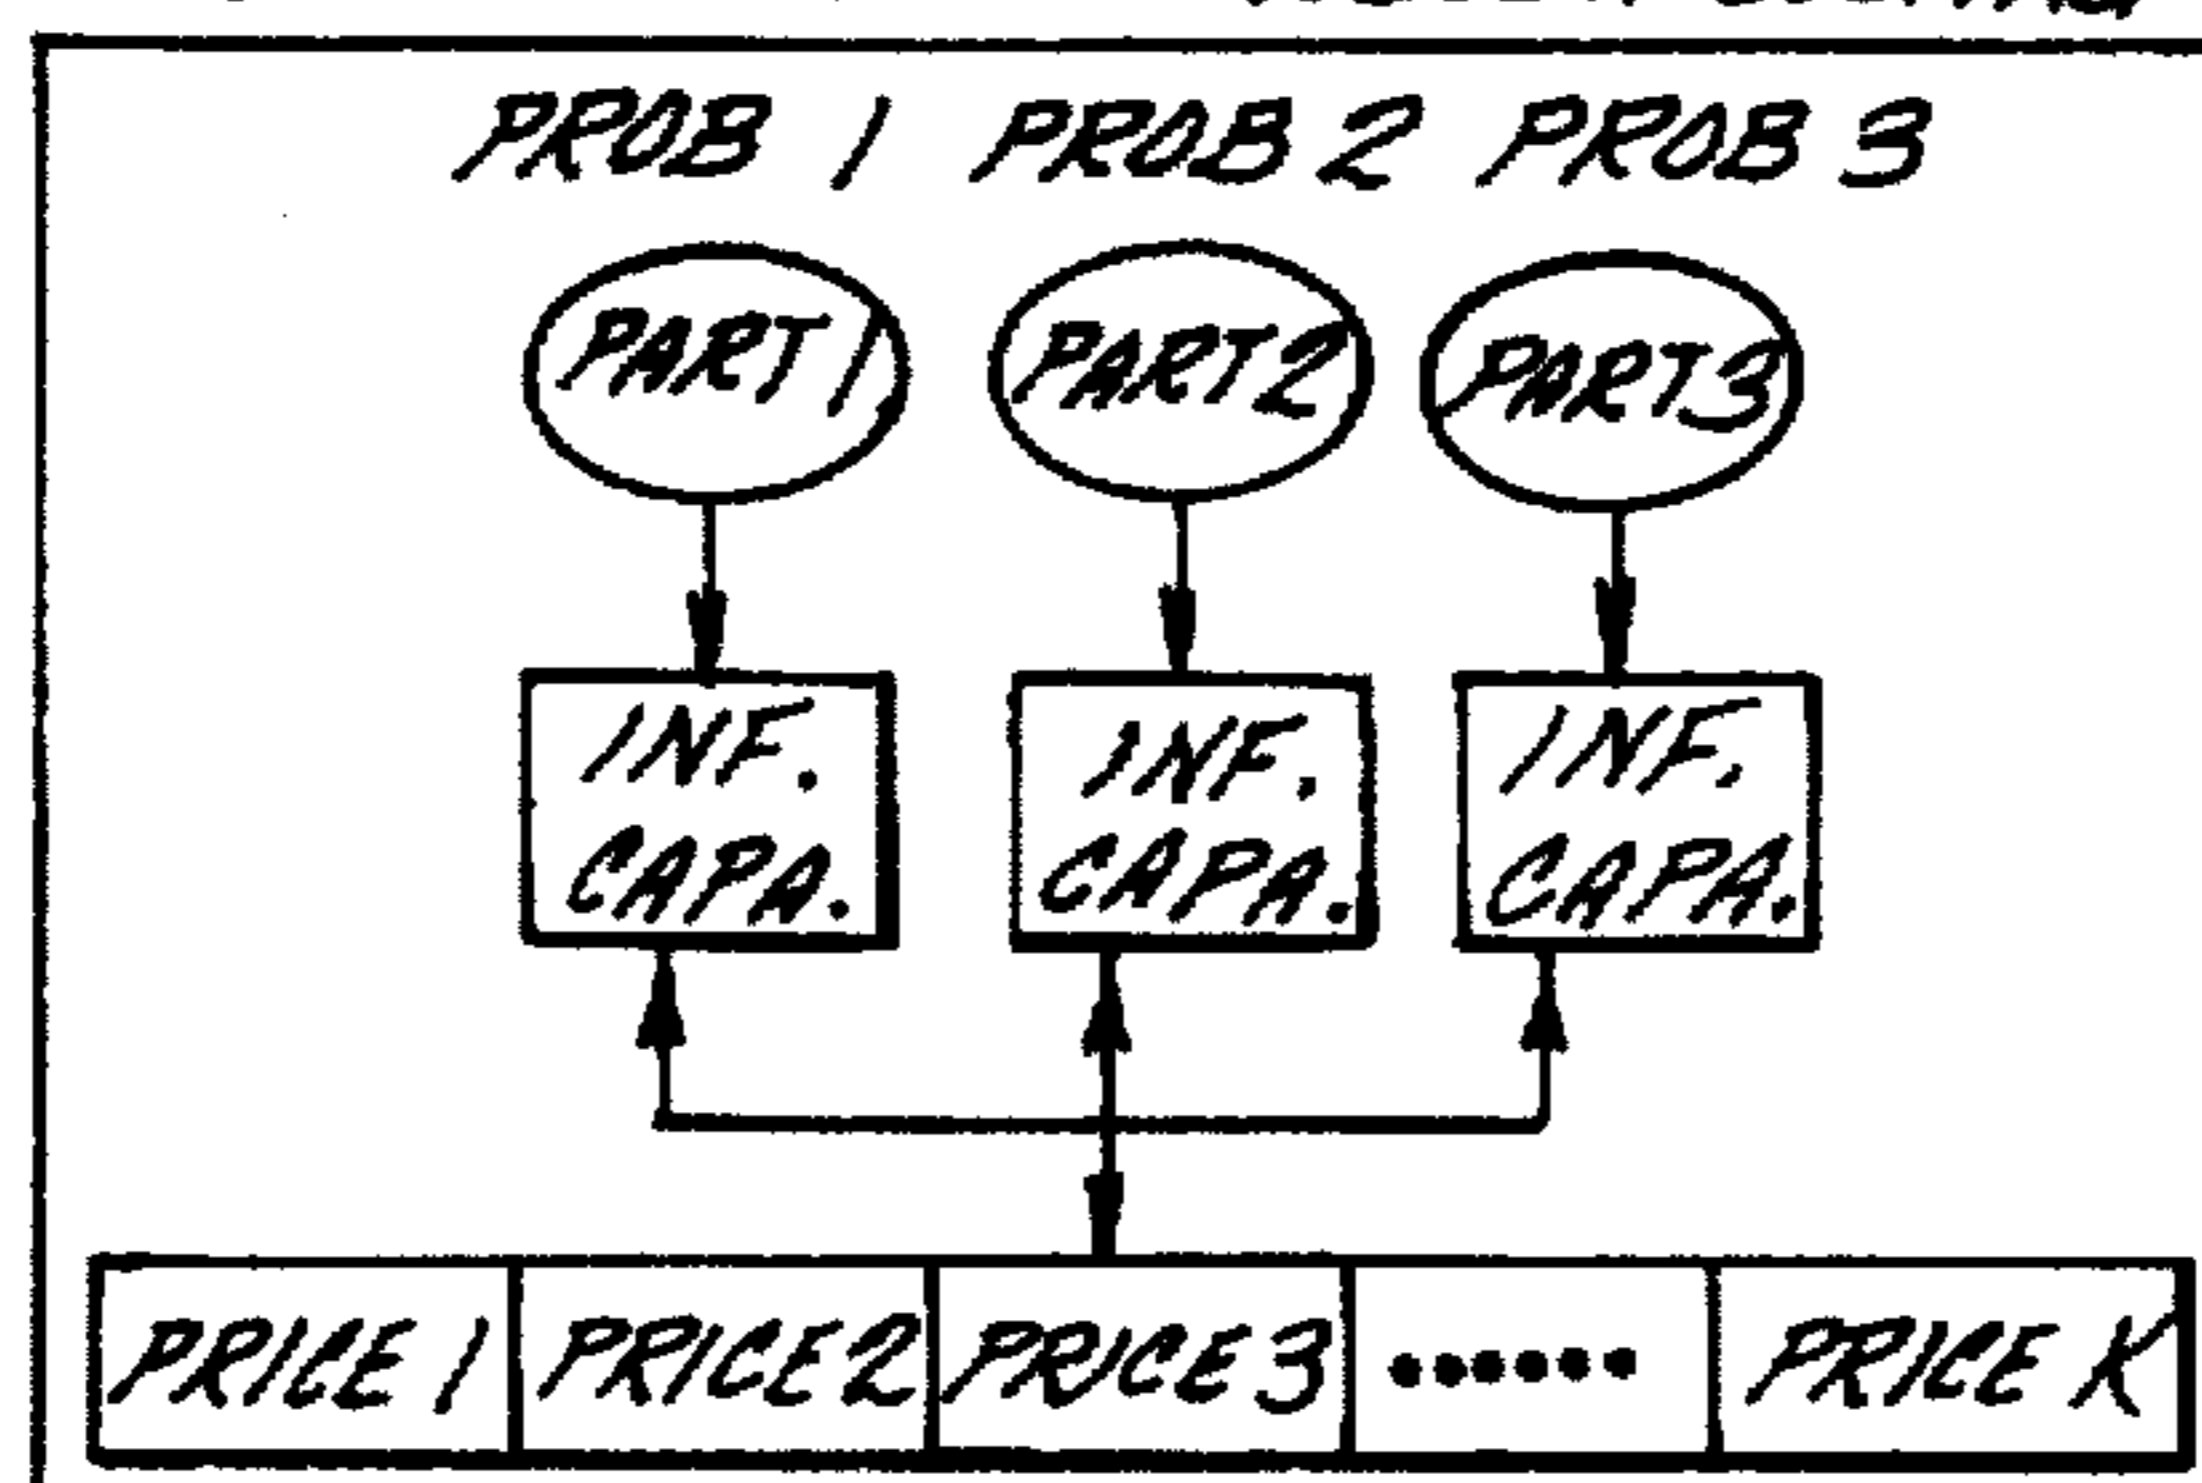 PROB 1 PROB 2 PROB 3
PART 1 PART 2 PART 3
INF. INF. INF.
CAPA. CAPA. CAPA.
PRICE 1 PRICE 2 PRICE 3 •••••• PRICE K